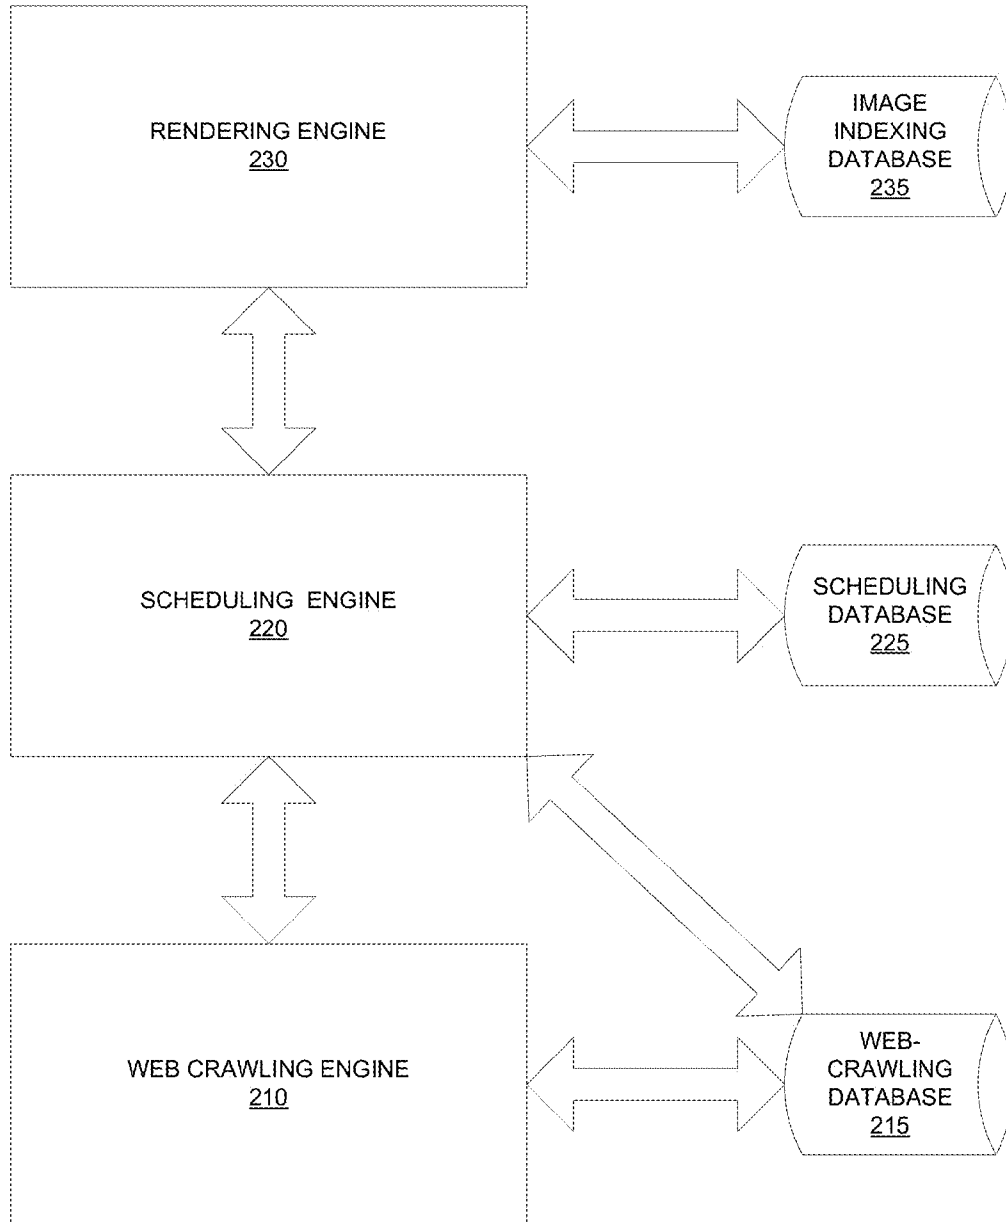 RENDERING ENGINE
230
IMAGE
INDEXING
DATABASE
235
SCHEDULING ENGINE
220
SCHEDULING
DATABASE
225
WEB CRAWLING ENGINE
210
WEB-
CRAWLING
DATABASE
215